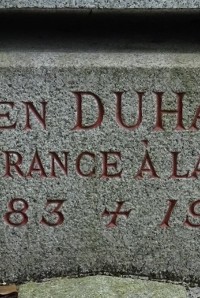 EN DUHA
RANCE À LA
83 + 19